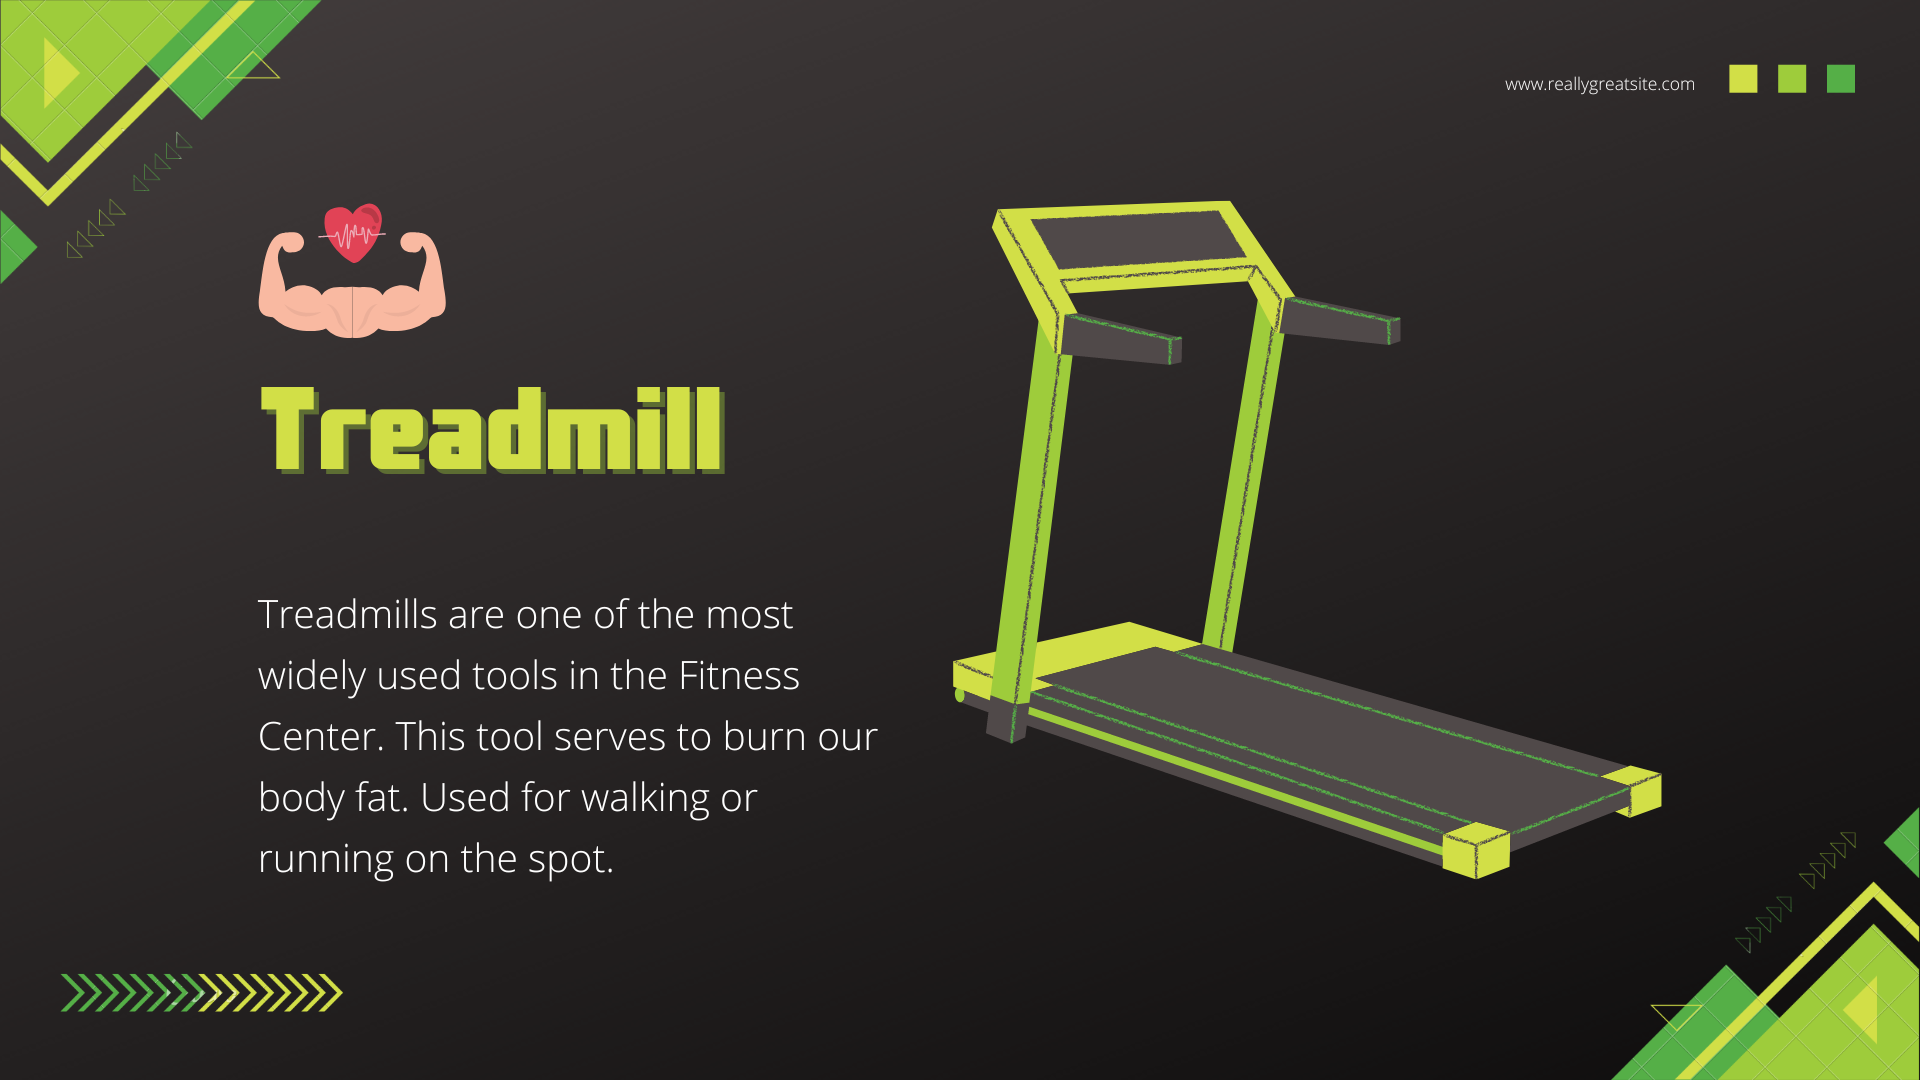 www.reallygreatsite.com
Treadmill
Treadmills are one of the most
widely used tools in the Fitness
Center. This tool serves to burn our
body fat. Used for walking or
running on the spot.